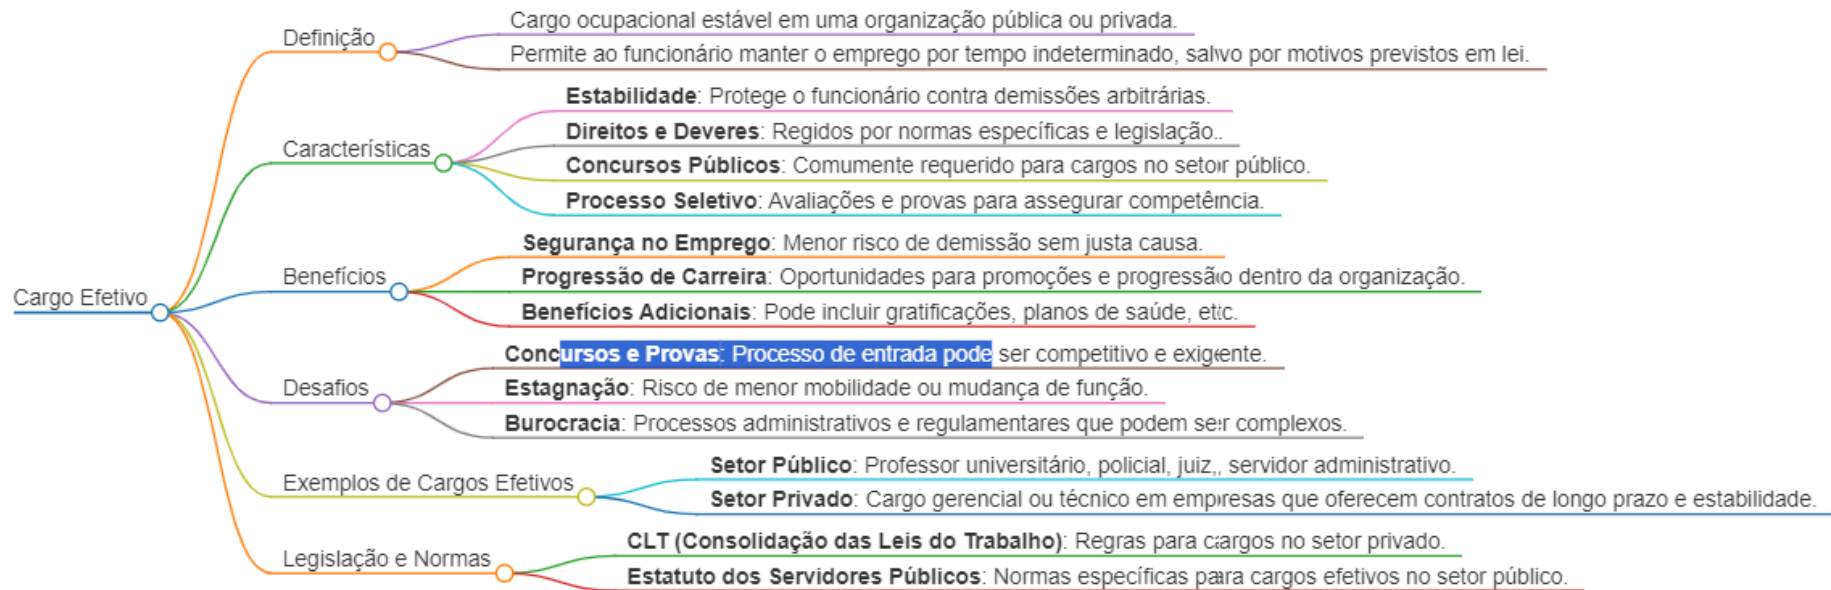 Cargo Efetivo
Definição
Cargo ocupacional estável em uma organização pública ou privada.
Permite ao funcionário manter o emprego por tempo indeterminado, salvo por motivos previstos em lei.
Características
Estabilidade: Protege o funcionário contra demissões arbitrárias.
Direitos e Deveres: Regidos por normas específicas e legislação..
Concursos Públicos: Comumente requerido para cargos no setor público.
Processo Seletivo: Avaliações e provas para assegurar competência.
Benefícios
Segurança no Emprego: Menor risco de demissão sem justa causa.
Progressão de Carreira: Oportunidades para promoções e progressão dentro da organização.
Benefícios Adicionais: Pode incluir gratificações, planos de saúde, etc.
Desafios
Concursos e Provas: Processo de entrada pode ser competitivo e exigente.
Estagnação: Risco de menor mobilidade ou mudança de função.
Burocracia: Processos administrativos e regulamentares que podem ser complexos.
Exemplos de Cargos Efetivos
Setor Público: Professor universitário, policial, juiz,, servidor administrativo.
Setor Privado: Cargo gerencial ou técnico em empresas que oferecem contratos de longo prazo e estabilidade.
Legislação e Normas
CLT (Consolidação das Leis do Trabalho): Regras para cargos no setor privado.
Estatuto dos Servidores Públicos: Normas específicas para cargos efetivos no setor público.